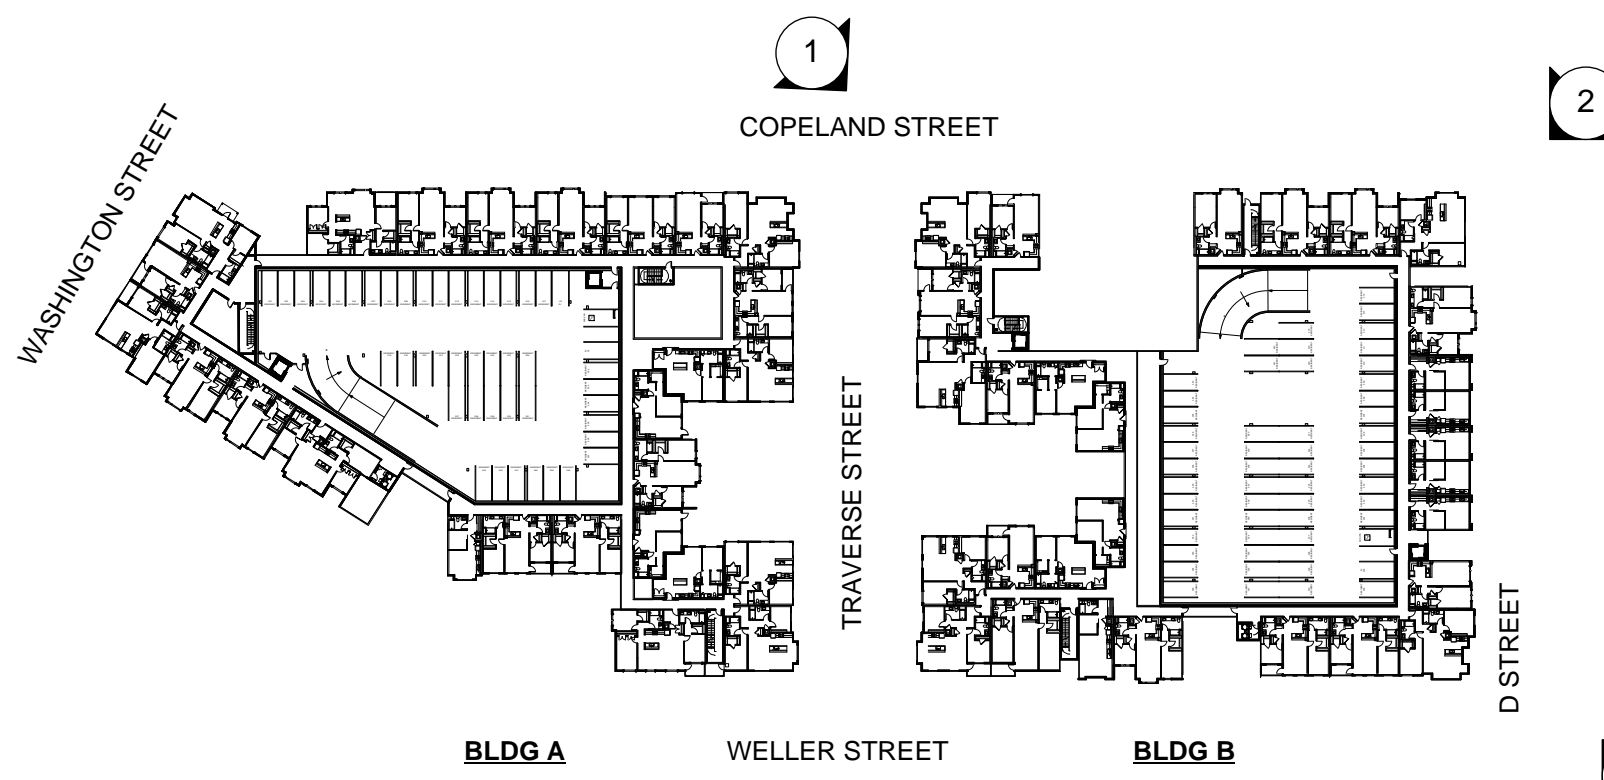 1
2
COPELAND STREET
WASHINGTON STREET
TRAVERSE STREET
D STREET
BLDG A
WELLER STREET
BLDG B